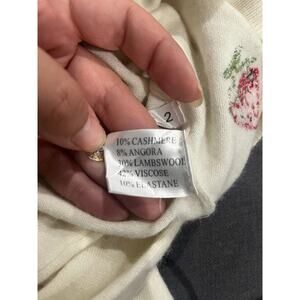 2
10% CASHMERE
8% ANGORA
30% LAMBSWOOL
42% VISCOSE
10% ELASTANE